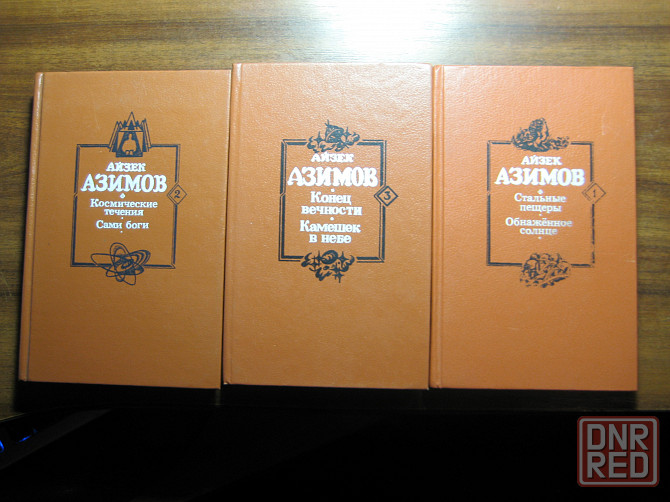 АЙЗЕК
АЗИМОВ
Космические
течения
Сами боги
2
АЙЗЕК
АЗИМОВ
Конец
вечности
Камешек
в небе
3
АЙЗЕК
АЗИМОВ
Стальные
пещеры
Обнажённое
солнце
1
DNR
RED